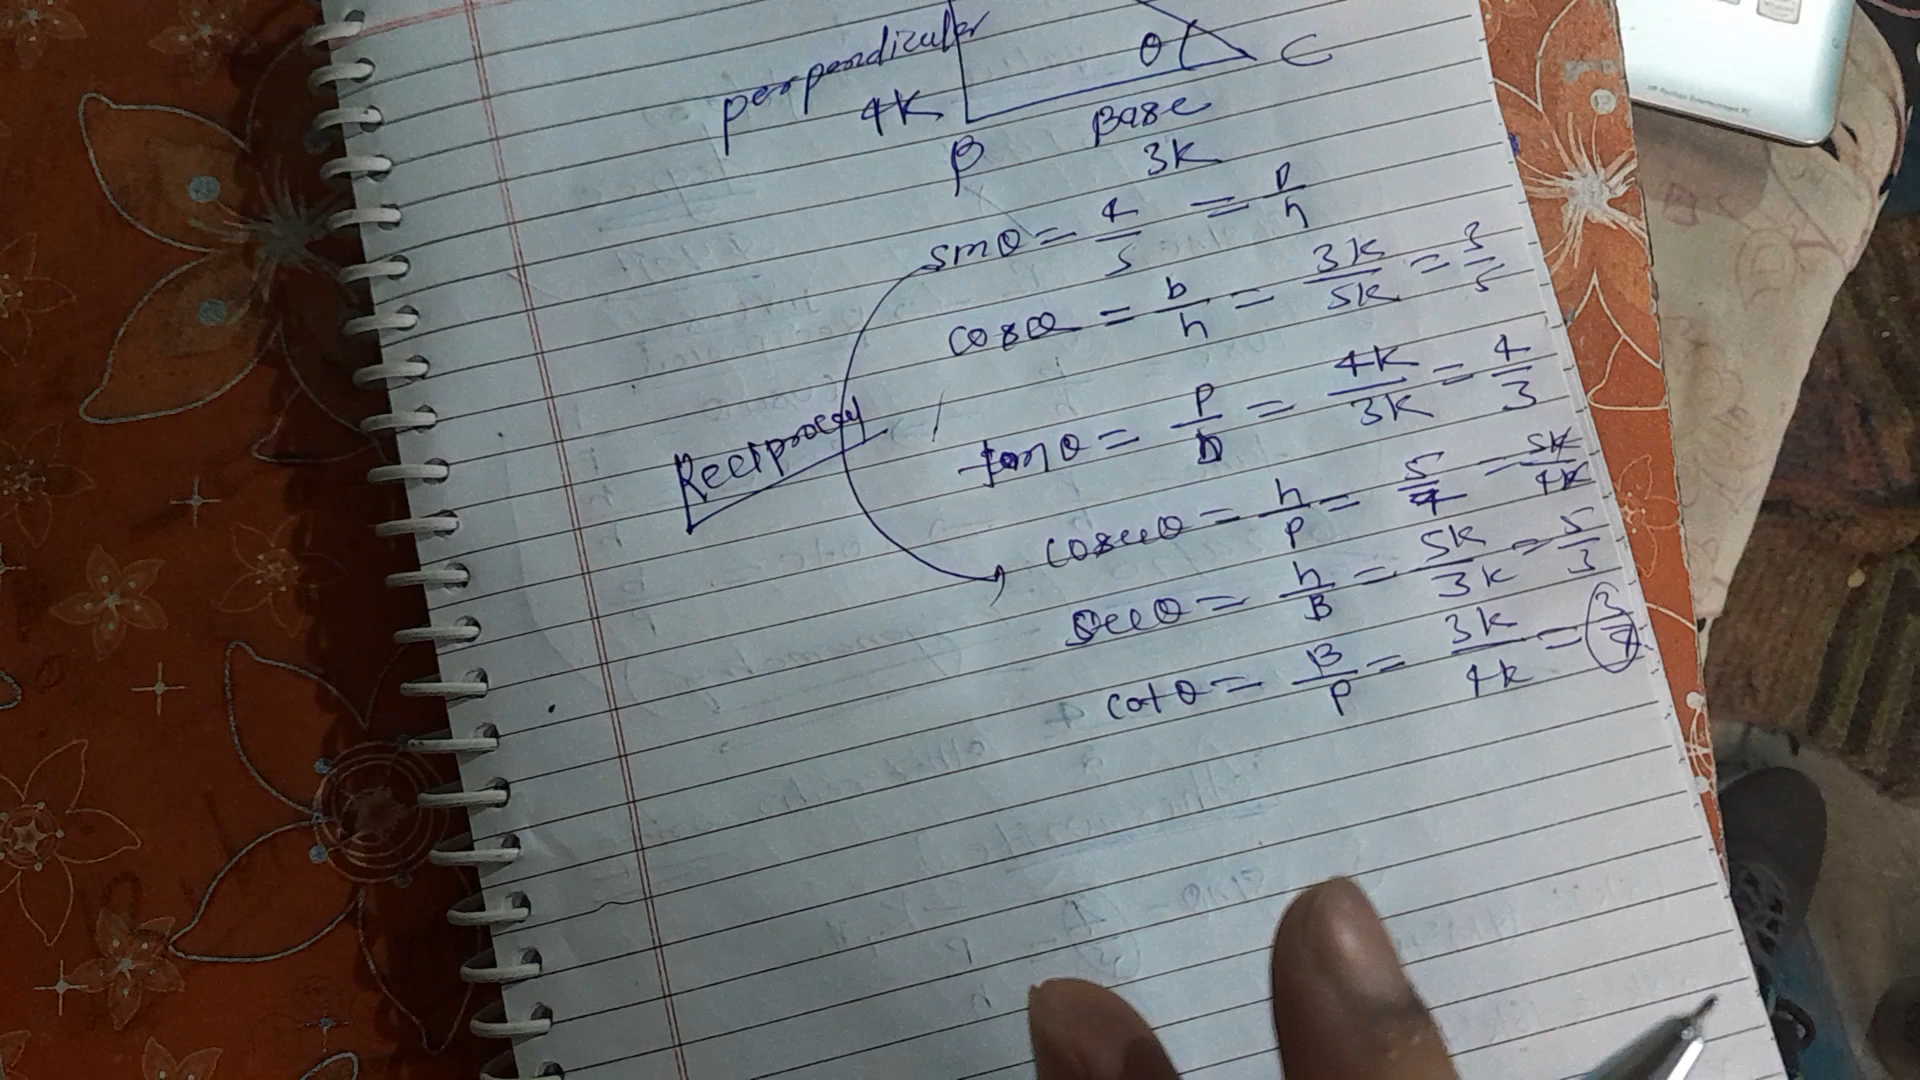 perpendicular
θ C
4K
Base
B
3K
sinθ = 4/5 = P/h
cosθ = b/h = 3K/5K = 3/5
Reciprocal
tanθ = P/b = 4K/3K = 4/3
cosecθ = h/P = 5/4 = 5K/4K
secθ = h/B = 5K/3K = 5/3
cotθ = B/P = 3K/4K = 3/4